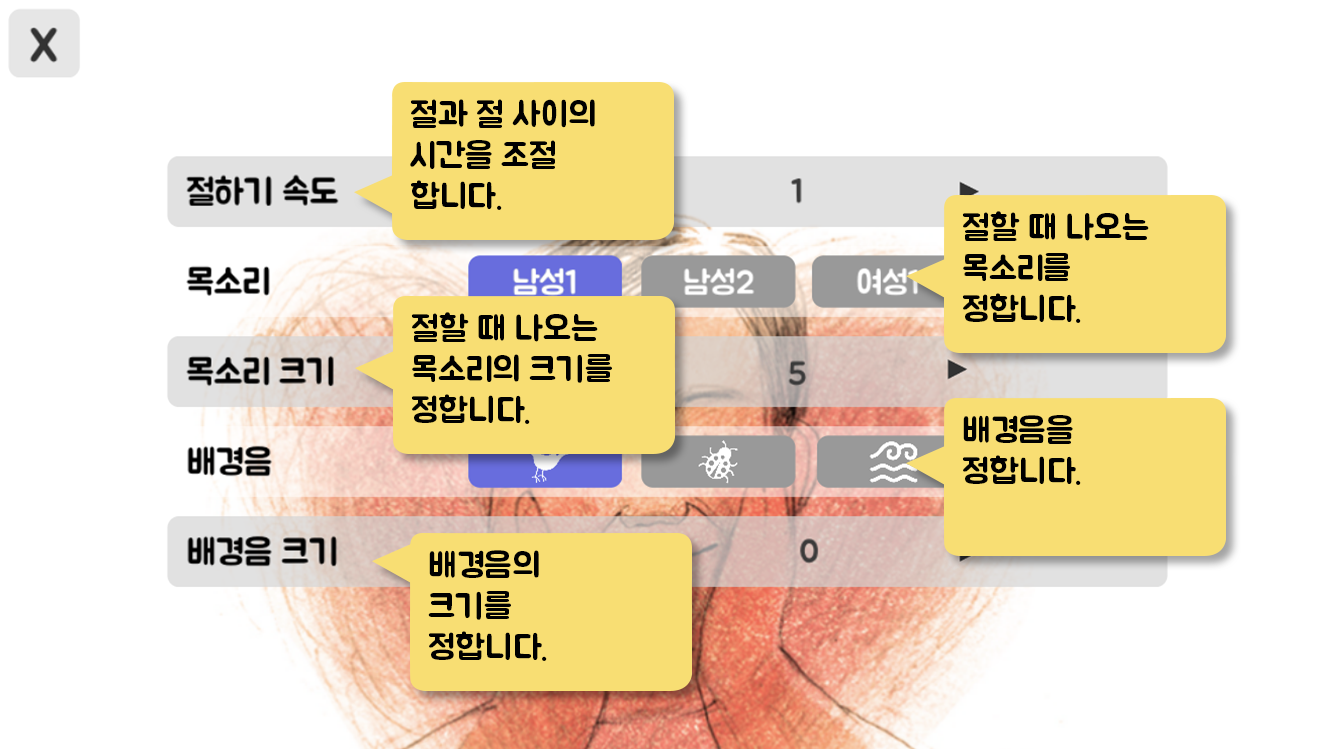 X
절과 절 사이의
시간을 조절
합니다.
절하기 속도
1
절할 때 나오는
목소리를
정합니다.
목소리
남성1
남성2
여성1
절할 때 나오는
목소리의 크기를
정합니다.
목소리 크기
5
배경음을
정합니다.
배경음
배경음 크기
0
배경음의
크기를
정합니다.